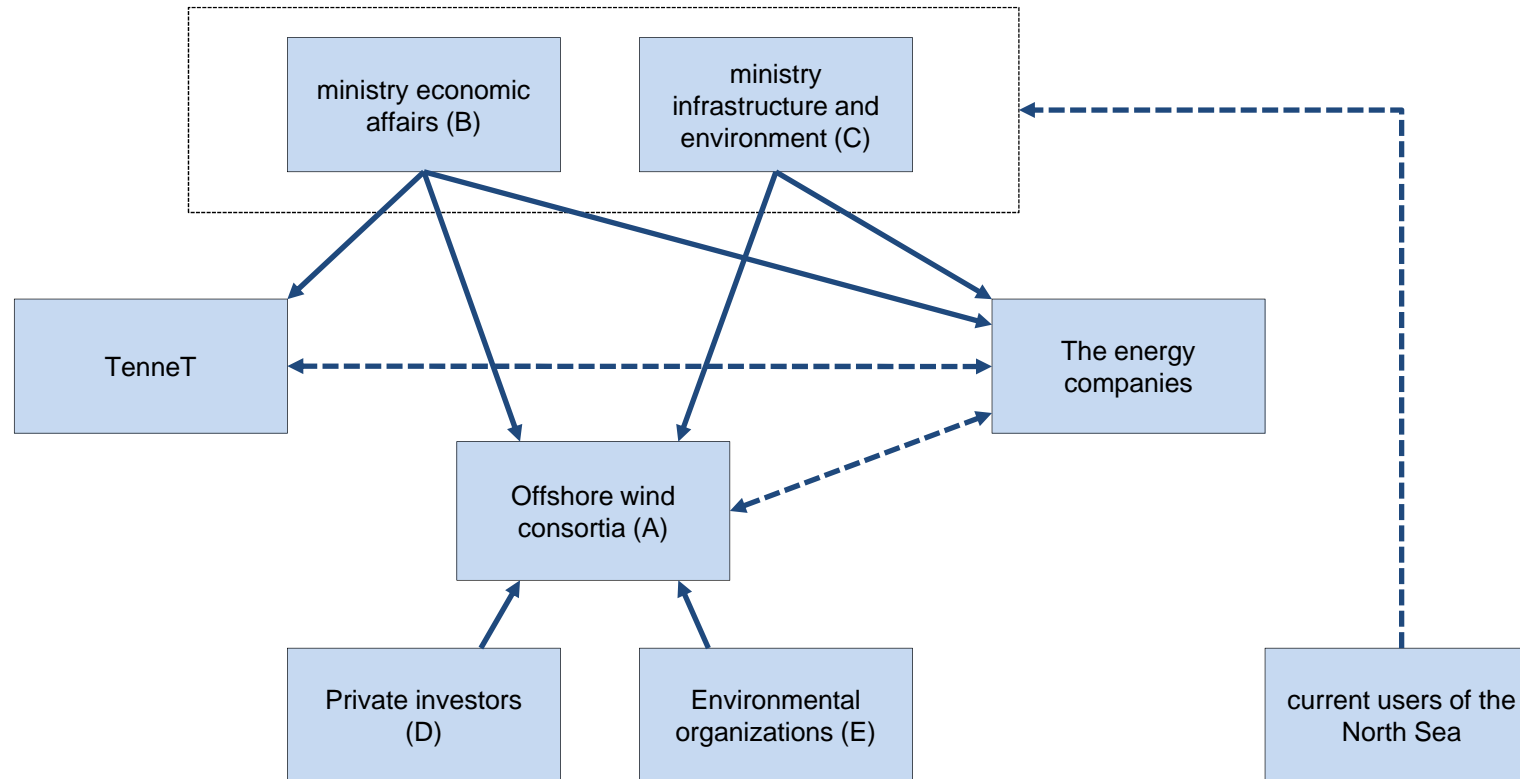 ministry economic
affairs (B)
ministry
infrastructure and
environment (C)
TenneT
The energy
companies
Offshore wind
consortia (A)
Private investors
(D)
Environmental
organizations (E)
current users of the
North Sea